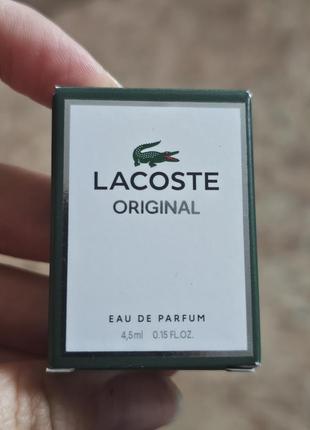 LACOSTE
ORIGINAL
EAU DE PARFUM
4,5ml 0.15 FL.OZ.